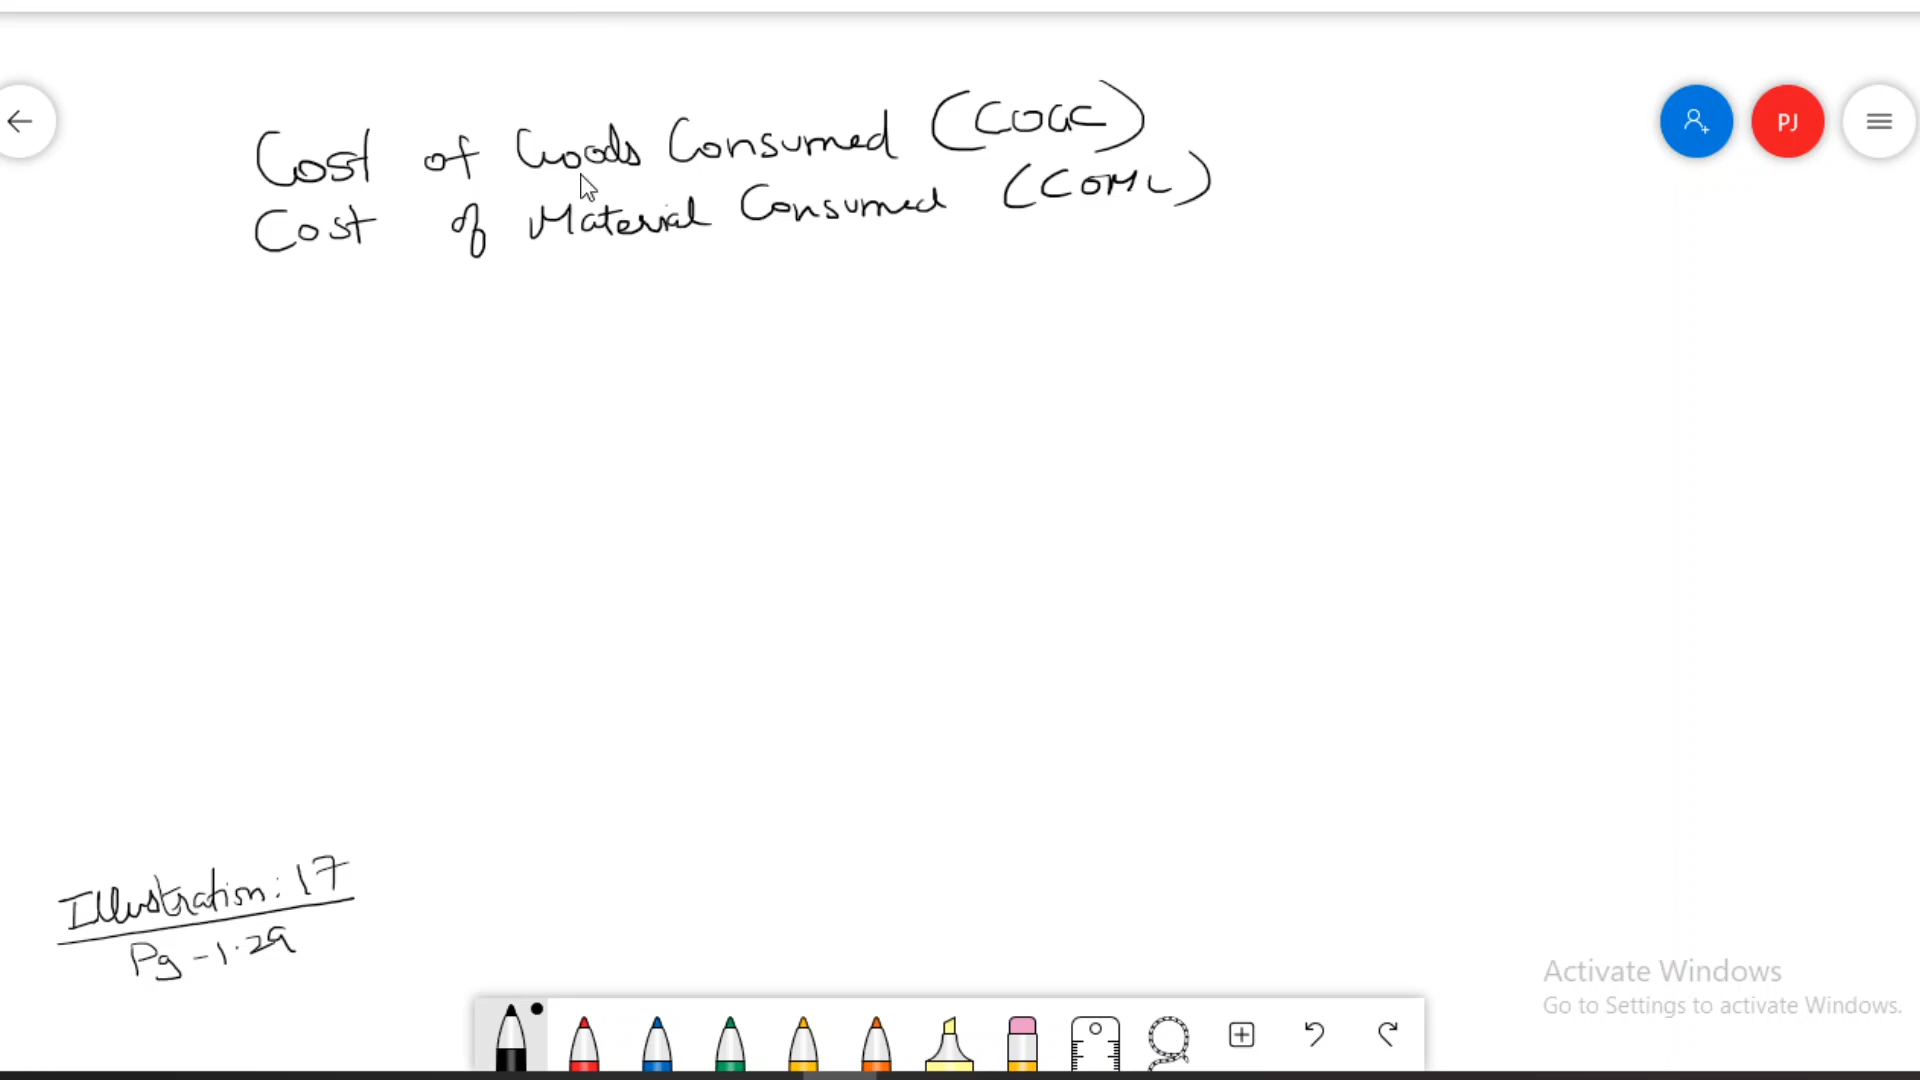 Cost of Goods Consumed (COGC)
PJ
Cost of Material Consumed (COMC)
Illustration: 17
Pg - 1.29
Activate Windows
Go to Settings to activate Windows.